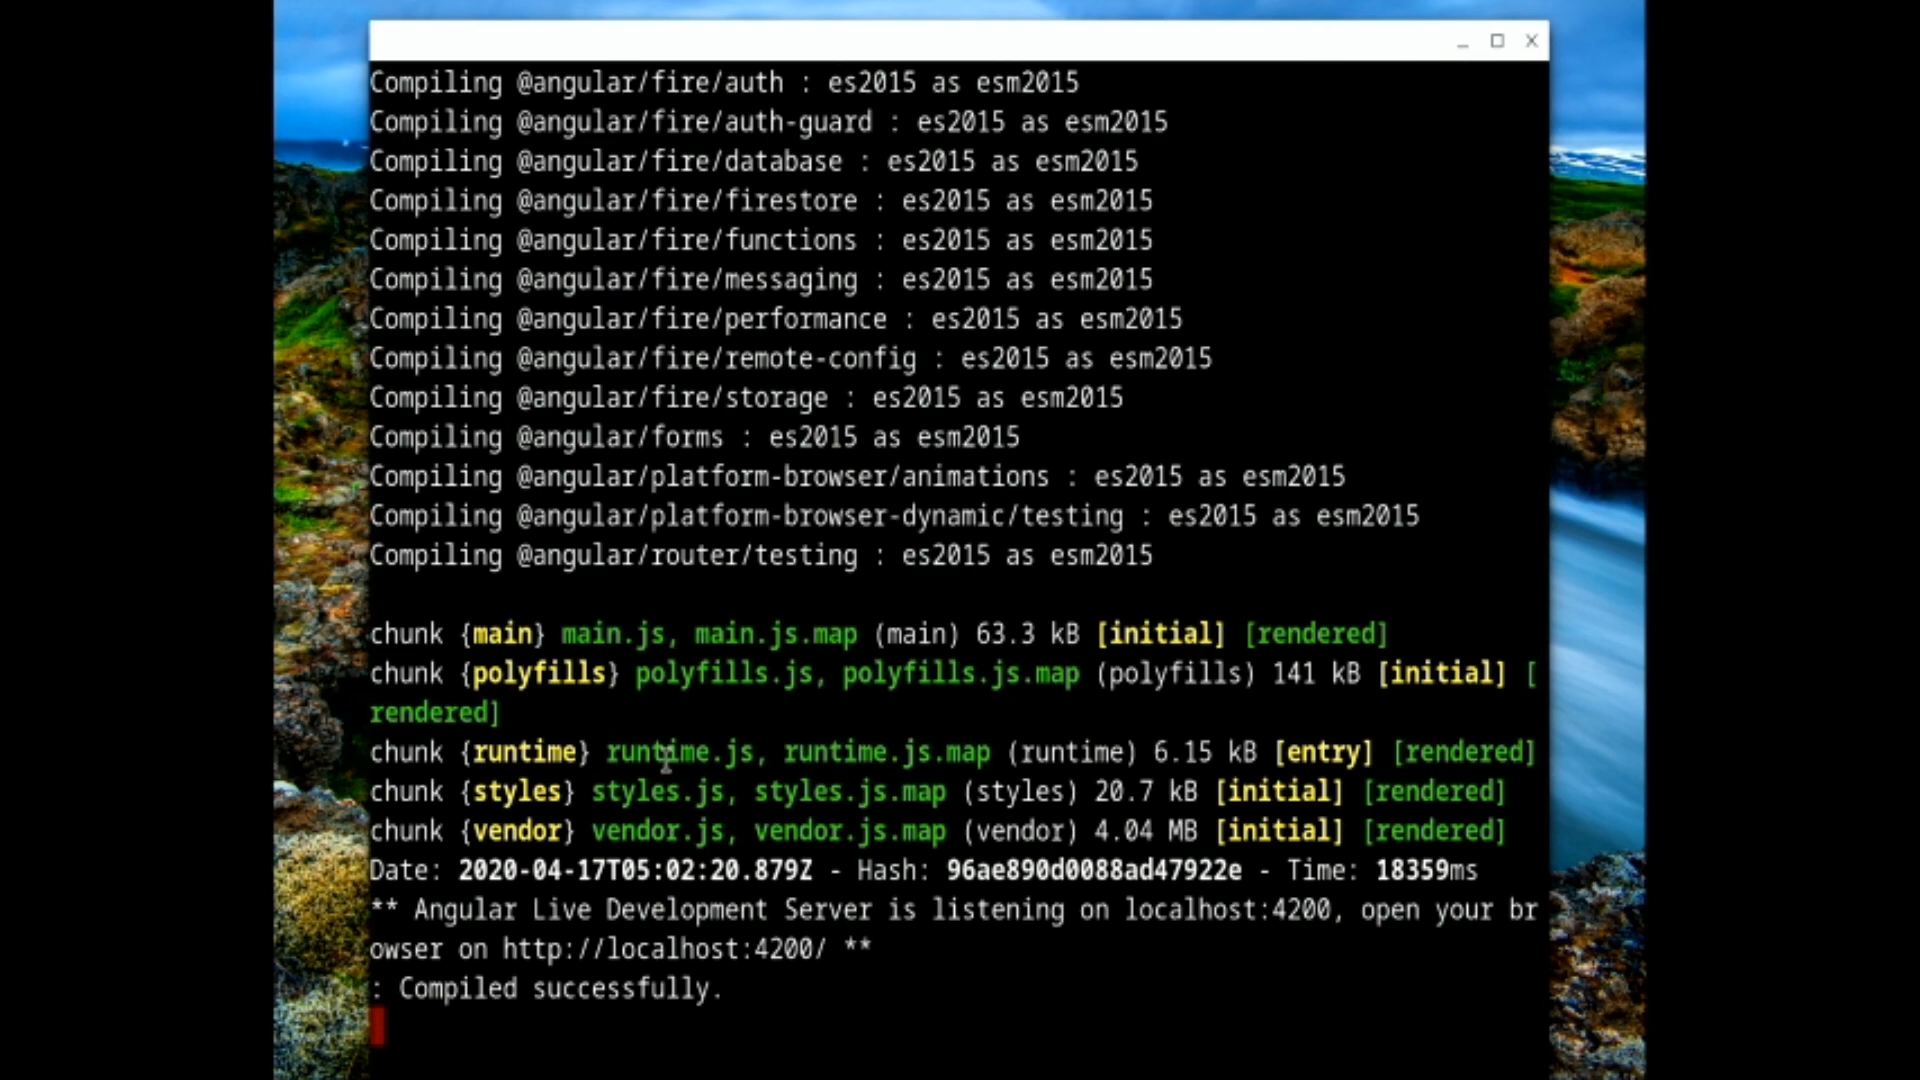 Compiling @angular/fire/auth : es2015 as esm2015
Compiling @angular/fire/auth-guard : es2015 as esm2015
Compiling @angular/fire/database : es2015 as esm2015
Compiling @angular/fire/firestore : es2015 as esm2015
Compiling @angular/fire/functions : es2015 as esm2015
Compiling @angular/fire/messaging : es2015 as esm2015
Compiling @angular/fire/performance : es2015 as esm2015
Compiling @angular/fire/remote-config : es2015 as esm2015
Compiling @angular/fire/storage : es2015 as esm2015
Compiling @angular/forms : es2015 as esm2015
Compiling @angular/platform-browser/animations : es2015 as esm2015
Compiling @angular/platform-browser-dynamic/testing : es2015 as esm2015
Compiling @angular/router/testing : es2015 as esm2015
chunk {main} main.js, main.js.map (main) 63.3 kB [initial] [rendered]
chunk {polyfills} polyfills.js, polyfills.js.map (polyfills) 141 kB [initial] [
rendered]
chunk {runtime} runtime.js, runtime.js.map (runtime) 6.15 kB [entry] [rendered]
chunk {styles} styles.js, styles.js.map (styles) 20.7 kB [initial] [rendered]
chunk {vendor} vendor.js, vendor.js.map (vendor) 4.04 MB [initial] [rendered]
Date: 2020-04-17T05:02:20.879Z - Hash: 96ae890d0088ad47922e - Time: 18359ms
** Angular Live Development Server is listening on localhost:4200, open your br
owser on http://localhost:4200/ **
: Compiled successfully.